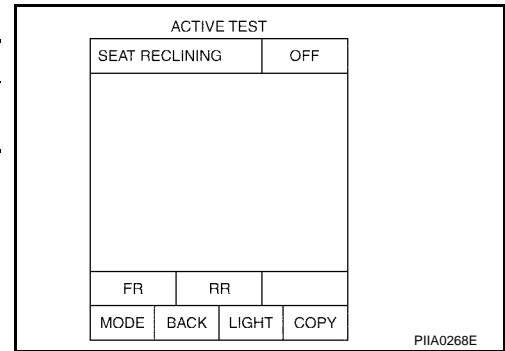 ACTIVE TEST
SEAT RECLINING OFF
FR RR
MODE BACK LIGHT COPY
PIIA0268E